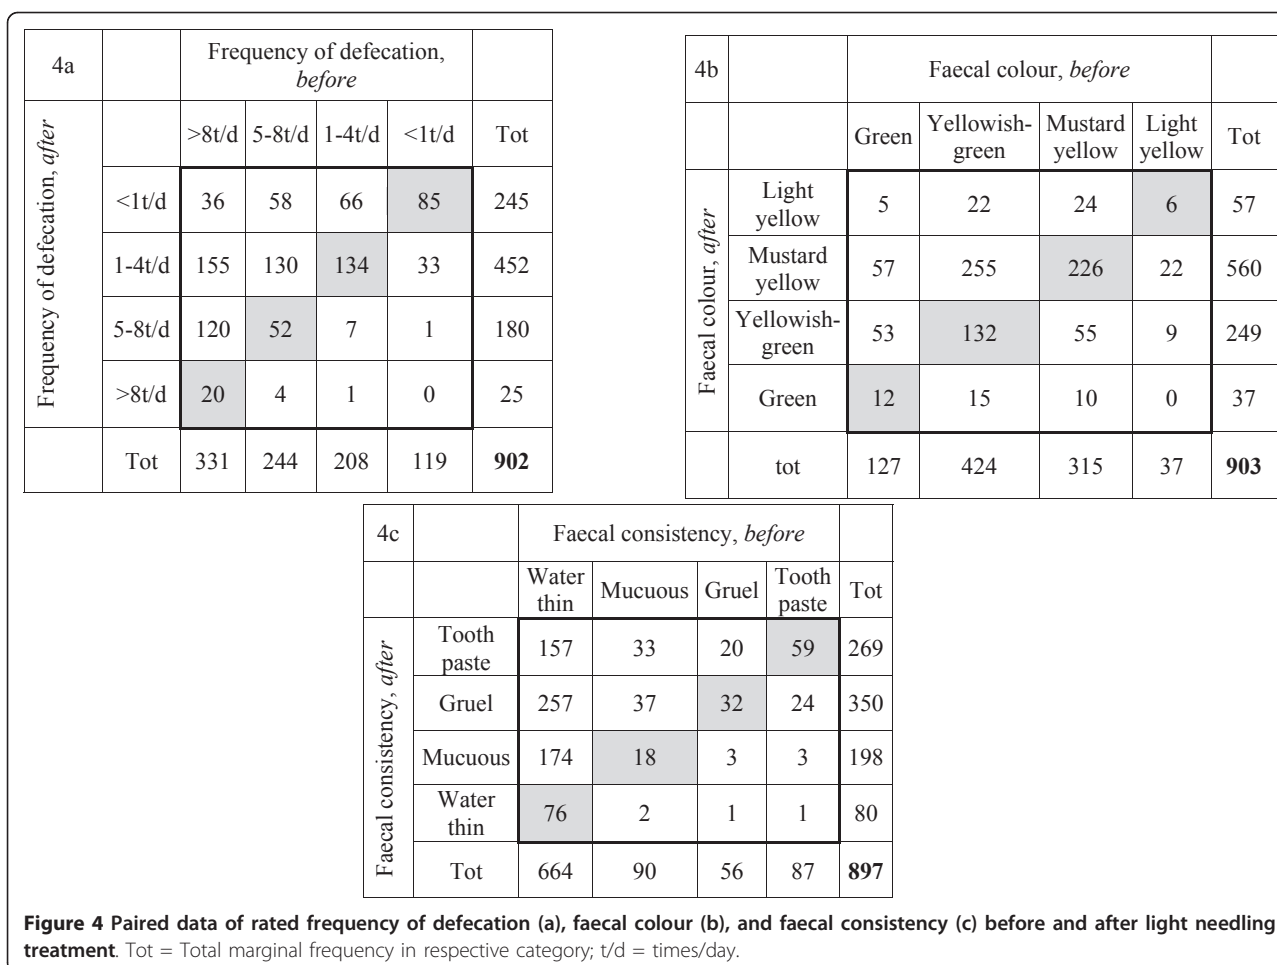 4a Frequency of defecation, before
>8t/d 5-8t/d 1-4t/d <1t/d Tot
Frequency of defecation, after
<1t/d 36 58 66 85 245
1-4t/d 155 130 134 33 452
5-8t/d 120 52 7 1 180
>8t/d 20 4 1 0 25
Tot 331 244 208 119 902
4b Faecal colour, before
Green Yellowish-green Mustard yellow Light yellow Tot
Faecal colour, after
Light yellow 5 22 24 6 57
Mustard yellow 57 255 226 22 560
Yellowish-green 53 132 55 9 249
Green 12 15 10 0 37
tot 127 424 315 37 903
4c Faecal consistency, before
Water thin Mucuous Gruel Tooth paste Tot
Faecal consistency, after
Tooth paste 157 33 20 59 269
Gruel 257 37 32 24 350
Mucuous 174 18 3 3 198
Water thin 76 2 1 1 80
Tot 664 90 56 87 897
Figure 4 Paired data of rated frequency of defecation (a), faecal colour (b), and faecal consistency (c) before and after light needling
treatment. Tot = Total marginal frequency in respective category; t/d = times/day.